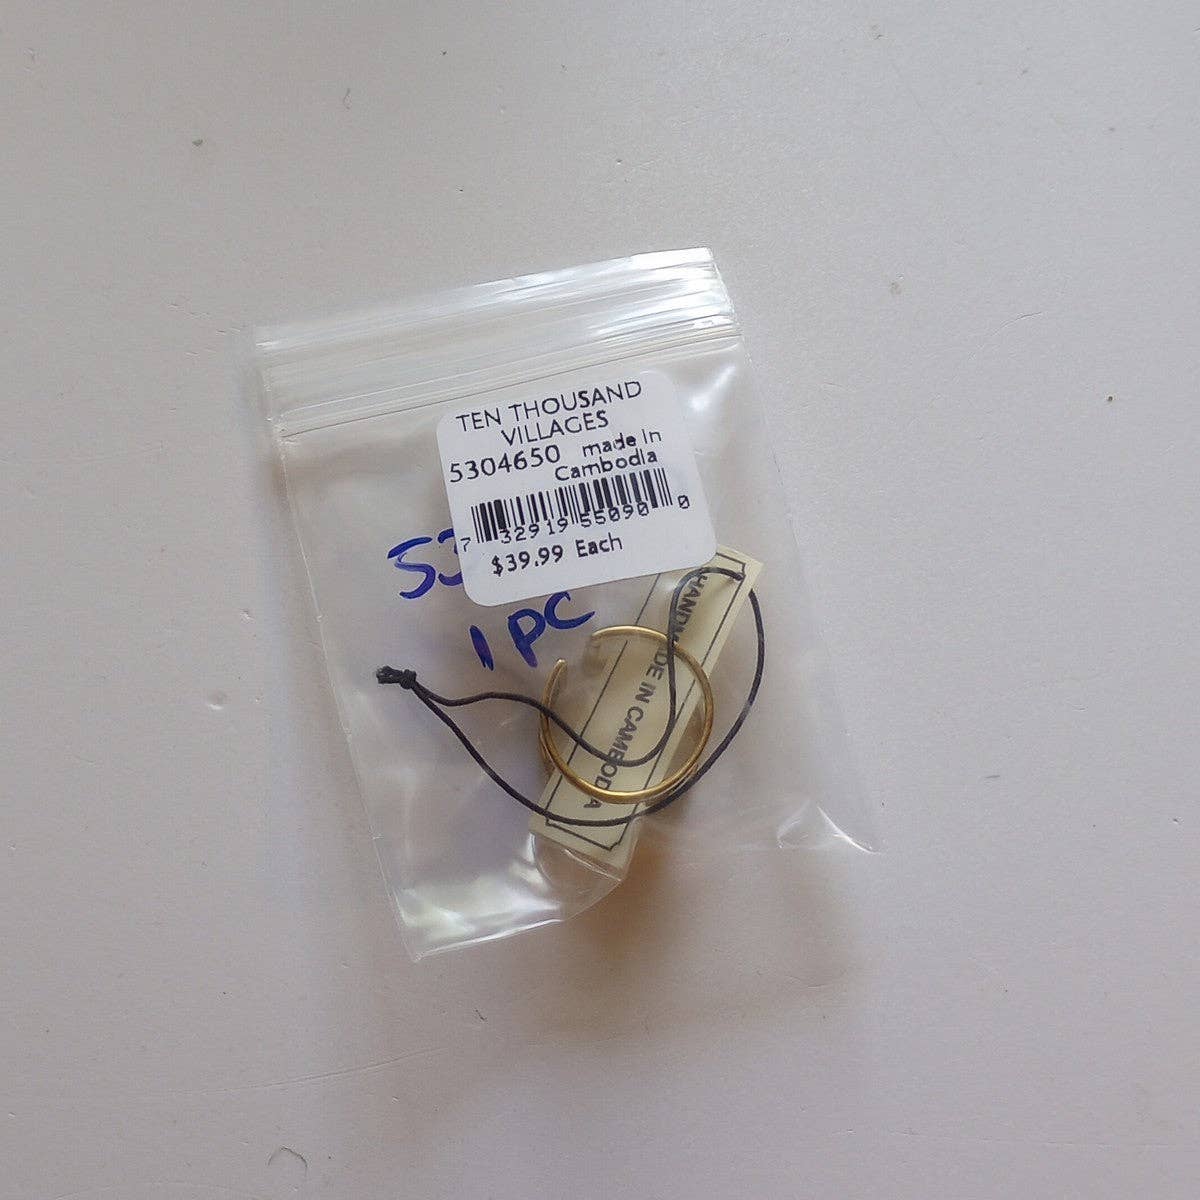 TEN THOUSAND
VILLAGES
5304650 made in
Cambodia
7 32919 55090 0
$39.99 Each
53
1 PC
HANDMADE IN CAMBODIA